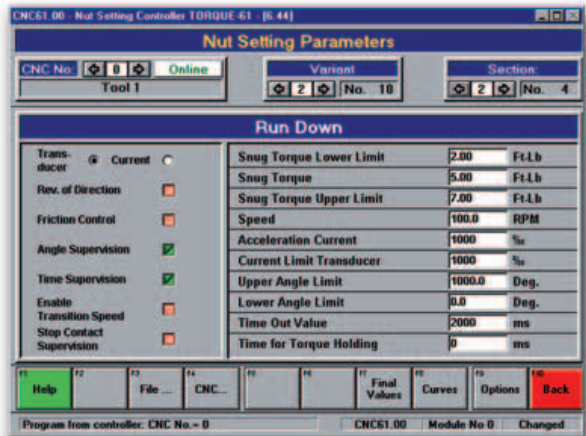 CNC61.00 - Nut Setting Controller TORQUE-61 - [6.44]
Nut Setting Parameters
CNC No: 0 Online
Tool 1
Variant
2 No. 10
Section:
2 No. 4
Run Down
Trans-
ducer Current
Rev. of Direction
Friction Control
Angle Supervision
Time Supervision
Enable
Transition Speed
Stop Contact
Supervision
Snug Torque Lower Limit 2.00 Ft-Lb
Snug Torque 5.00 Ft-Lb
Snug Torque Upper Limit 7.00 Ft-Lb
Speed 100.0 RPM
Acceleration Current 1000 ‰
Current Limit Transducer 1000 ‰
Upper Angle Limit 1000.0 Deg.
Lower Angle Limit 0.0 Deg.
Time Out Value 2000 ms
Time for Torque Holding 0 ms
F1 Help
F2
F3 File ...
F4 CNC...
F5
F6
F7 Final
Values
F8 Curves
F9 Options
F10 Back
Program from controller: CNC No.= 0 CNC61.00 Module No 0 Changed